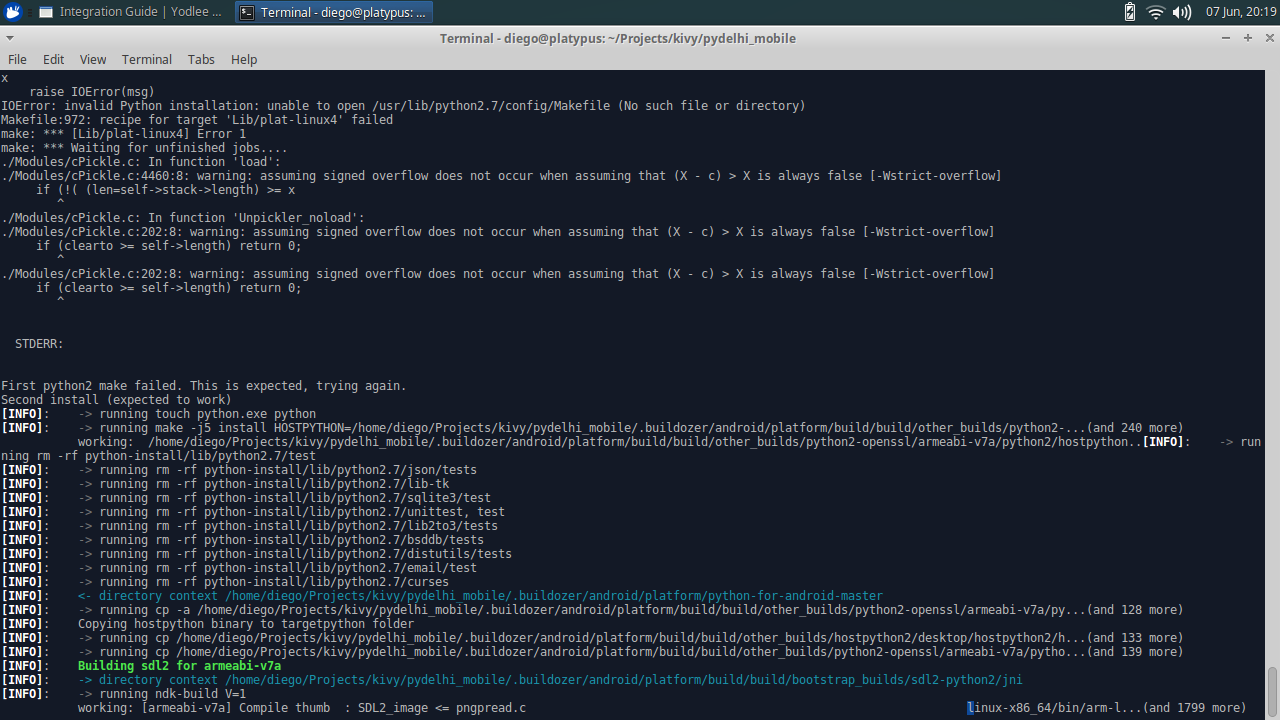 Integration Guide | Yodlee ...
Terminal - diego@platypus: ...
07 Jun, 20:19
Terminal - diego@platypus: ~/Projects/kivy/pydelhi_mobile
File Edit View Terminal Tabs Help
x
    raise IOError(msg)
IOError: invalid Python installation: unable to open /usr/lib/python2.7/config/Makefile (No such file or directory)
Makefile:972: recipe for target 'Lib/plat-linux4' failed
make: *** [Lib/plat-linux4] Error 1
make: *** Waiting for unfinished jobs....
./Modules/cPickle.c: In function 'load':
./Modules/cPickle.c:4460:8: warning: assuming signed overflow does not occur when assuming that (X - c) > X is always false [-Wstrict-overflow]
     if (!( (len=self->stack->length) >= x
        ^
./Modules/cPickle.c: In function 'Unpickler_noload':
./Modules/cPickle.c:202:8: warning: assuming signed overflow does not occur when assuming that (X - c) > X is always false [-Wstrict-overflow]
     if (clearto >= self->length) return 0;
        ^
./Modules/cPickle.c:202:8: warning: assuming signed overflow does not occur when assuming that (X - c) > X is always false [-Wstrict-overflow]
     if (clearto >= self->length) return 0;
        ^
  STDERR:
First python2 make failed. This is expected, trying again.
Second install (expected to work)
[INFO]:    -> running touch python.exe python
[INFO]:    -> running make -j5 install HOSTPYTHON=/home/diego/Projects/kivy/pydelhi_mobile/.buildozer/android/platform/build/build/other_builds/python2-...(and 240 more)
           working:  /home/diego/Projects/kivy/pydelhi_mobile/.buildozer/android/platform/build/build/other_builds/python2-openssl/armeabi-v7a/python2/hostpython..[INFO]:    -> run
ning rm -rf python-install/lib/python2.7/test
[INFO]:    -> running rm -rf python-install/lib/python2.7/json/tests
[INFO]:    -> running rm -rf python-install/lib/python2.7/lib-tk
[INFO]:    -> running rm -rf python-install/lib/python2.7/sqlite3/test
[INFO]:    -> running rm -rf python-install/lib/python2.7/unittest, test
[INFO]:    -> running rm -rf python-install/lib/python2.7/lib2to3/tests
[INFO]:    -> running rm -rf python-install/lib/python2.7/bsddb/tests
[INFO]:    -> running rm -rf python-install/lib/python2.7/distutils/tests
[INFO]:    -> running rm -rf python-install/lib/python2.7/email/test
[INFO]:    -> running rm -rf python-install/lib/python2.7/curses
[INFO]:    <- directory context /home/diego/Projects/kivy/pydelhi_mobile/.buildozer/android/platform/python-for-android-master
[INFO]:    -> running cp -a /home/diego/Projects/kivy/pydelhi_mobile/.buildozer/android/platform/build/build/other_builds/python2-openssl/armeabi-v7a/py...(and 128 more)
[INFO]:    Copying hostpython binary to targetpython folder
[INFO]:    -> running cp /home/diego/Projects/kivy/pydelhi_mobile/.buildozer/android/platform/build/build/other_builds/hostpython2/desktop/hostpython2/h...(and 133 more)
[INFO]:    -> running cp /home/diego/Projects/kivy/pydelhi_mobile/.buildozer/android/platform/build/build/other_builds/python2-openssl/armeabi-v7a/pytho...(and 139 more)
[INFO]:    Building sdl2 for armeabi-v7a
[INFO]:    -> directory context /home/diego/Projects/kivy/pydelhi_mobile/.buildozer/android/platform/build/build/bootstrap_builds/sdl2-python2/jni
[INFO]:    -> running ndk-build V=1
           working: [armeabi-v7a] Compile thumb  : SDL2_image <= pngpread.c                                                               linux-x86_64/bin/arm-l...(and 1799 more)